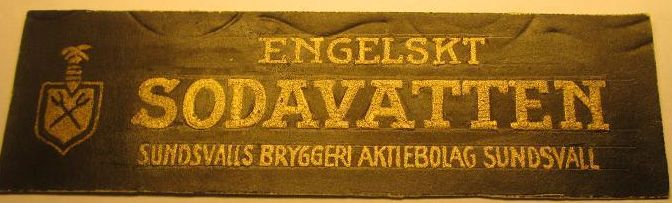 ENGELSKT
SODAVATTEN
SUNDSVALLS BRYGGERI AKTIEBOLAG SUNDSVALL